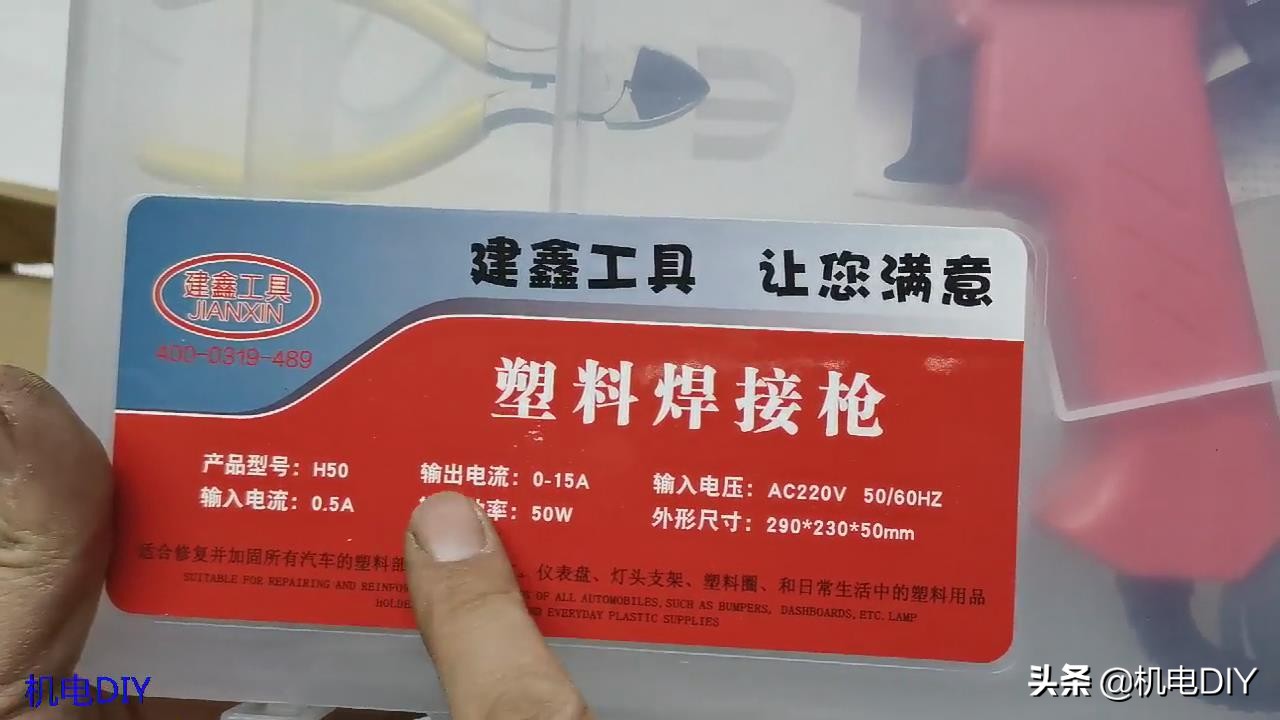 建鑫工具 让您满意
建鑫工具
JIANXIN
400-0319-489
塑料焊接枪
产品型号：H50 输出电流：0-15A 输入电压：AC220V 50/60HZ
输入电流：0.5A 率：50W 外形尺寸：290*230*50mm
适合修复并加固所有汽车的塑料部 、仪表盘、灯头支架、塑料圈、和日常生活中的塑料用品
SUITABLE FOR REPAIRING AND REINFO OF ALL AUTOMOBILES,SUCH AS BUMPERS, DASHBOARDS,ETC.LAMP
HOLDE EVERYDAY PLASTIC SUPPLIES
机电DIY
头条 @机电DIY